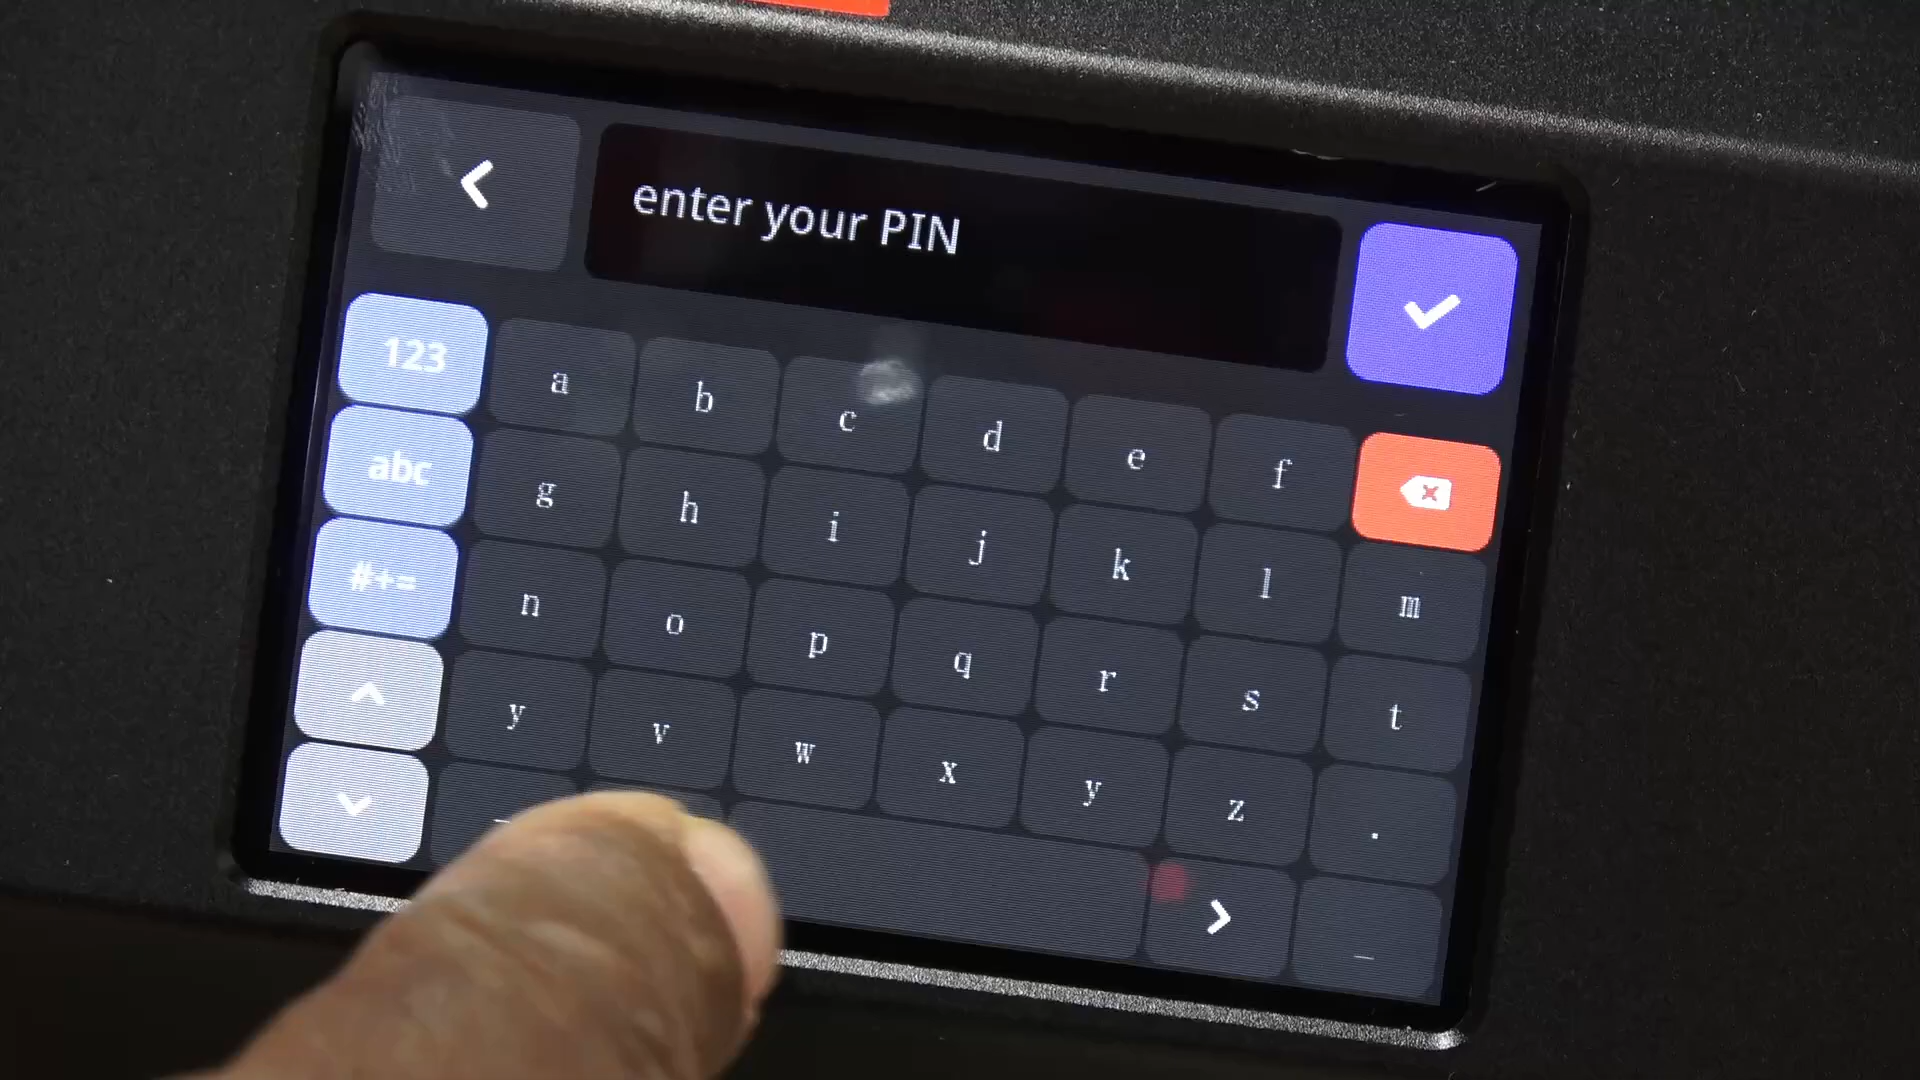 enter your PIN
123 a b c d e f
abc g h i j k l m
#+= n o p q r s t
y v w x y z .
_